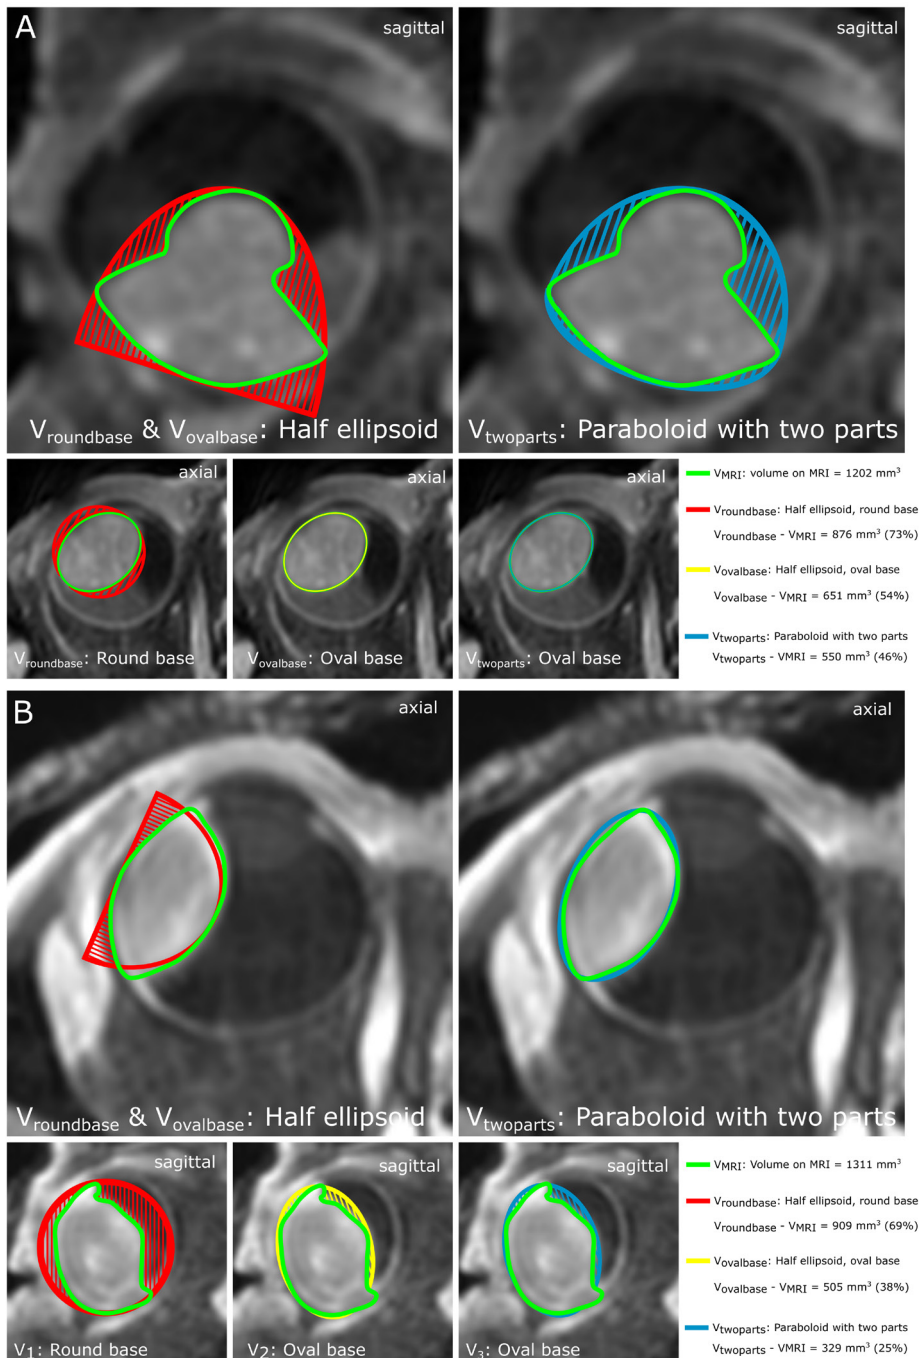 A
sagittal
sagittal
Vroundbase & Vovalbase: Half ellipsoid
Vtwoparts: Paraboloid with two parts
axial
axial
axial
Vroundbase: Round base
Vovalbase: Oval base
Vtwoparts: Oval base
VMRI: volume on MRI = 1202 mm³
Vroundbase: Half ellipsoid, round base
Vroundbase - VMRI = 876 mm³ (73%)
Vovalbase: Half ellipsoid, oval base
Vovalbase - VMRI = 651 mm³ (54%)
Vtwoparts: Paraboloid with two parts
Vtwoparts - VMRI = 550 mm³ (46%)
B
axial
axial
Vroundbase & Vovalbase: Half ellipsoid
Vtwoparts: Paraboloid with two parts
sagittal
sagittal
sagittal
V1: Round base
V2: Oval base
V3: Oval base
VMRI: Volume on MRI = 1311 mm³
Vroundbase: Half ellipsoid, round base
Vroundbase - VMRI = 909 mm³ (69%)
Vovalbase: Half ellipsoid, oval base
Vovalbase - VMRI = 505 mm³ (38%)
Vtwoparts: Paraboloid with two parts
Vtwoparts - VMRI = 329 mm³ (25%)